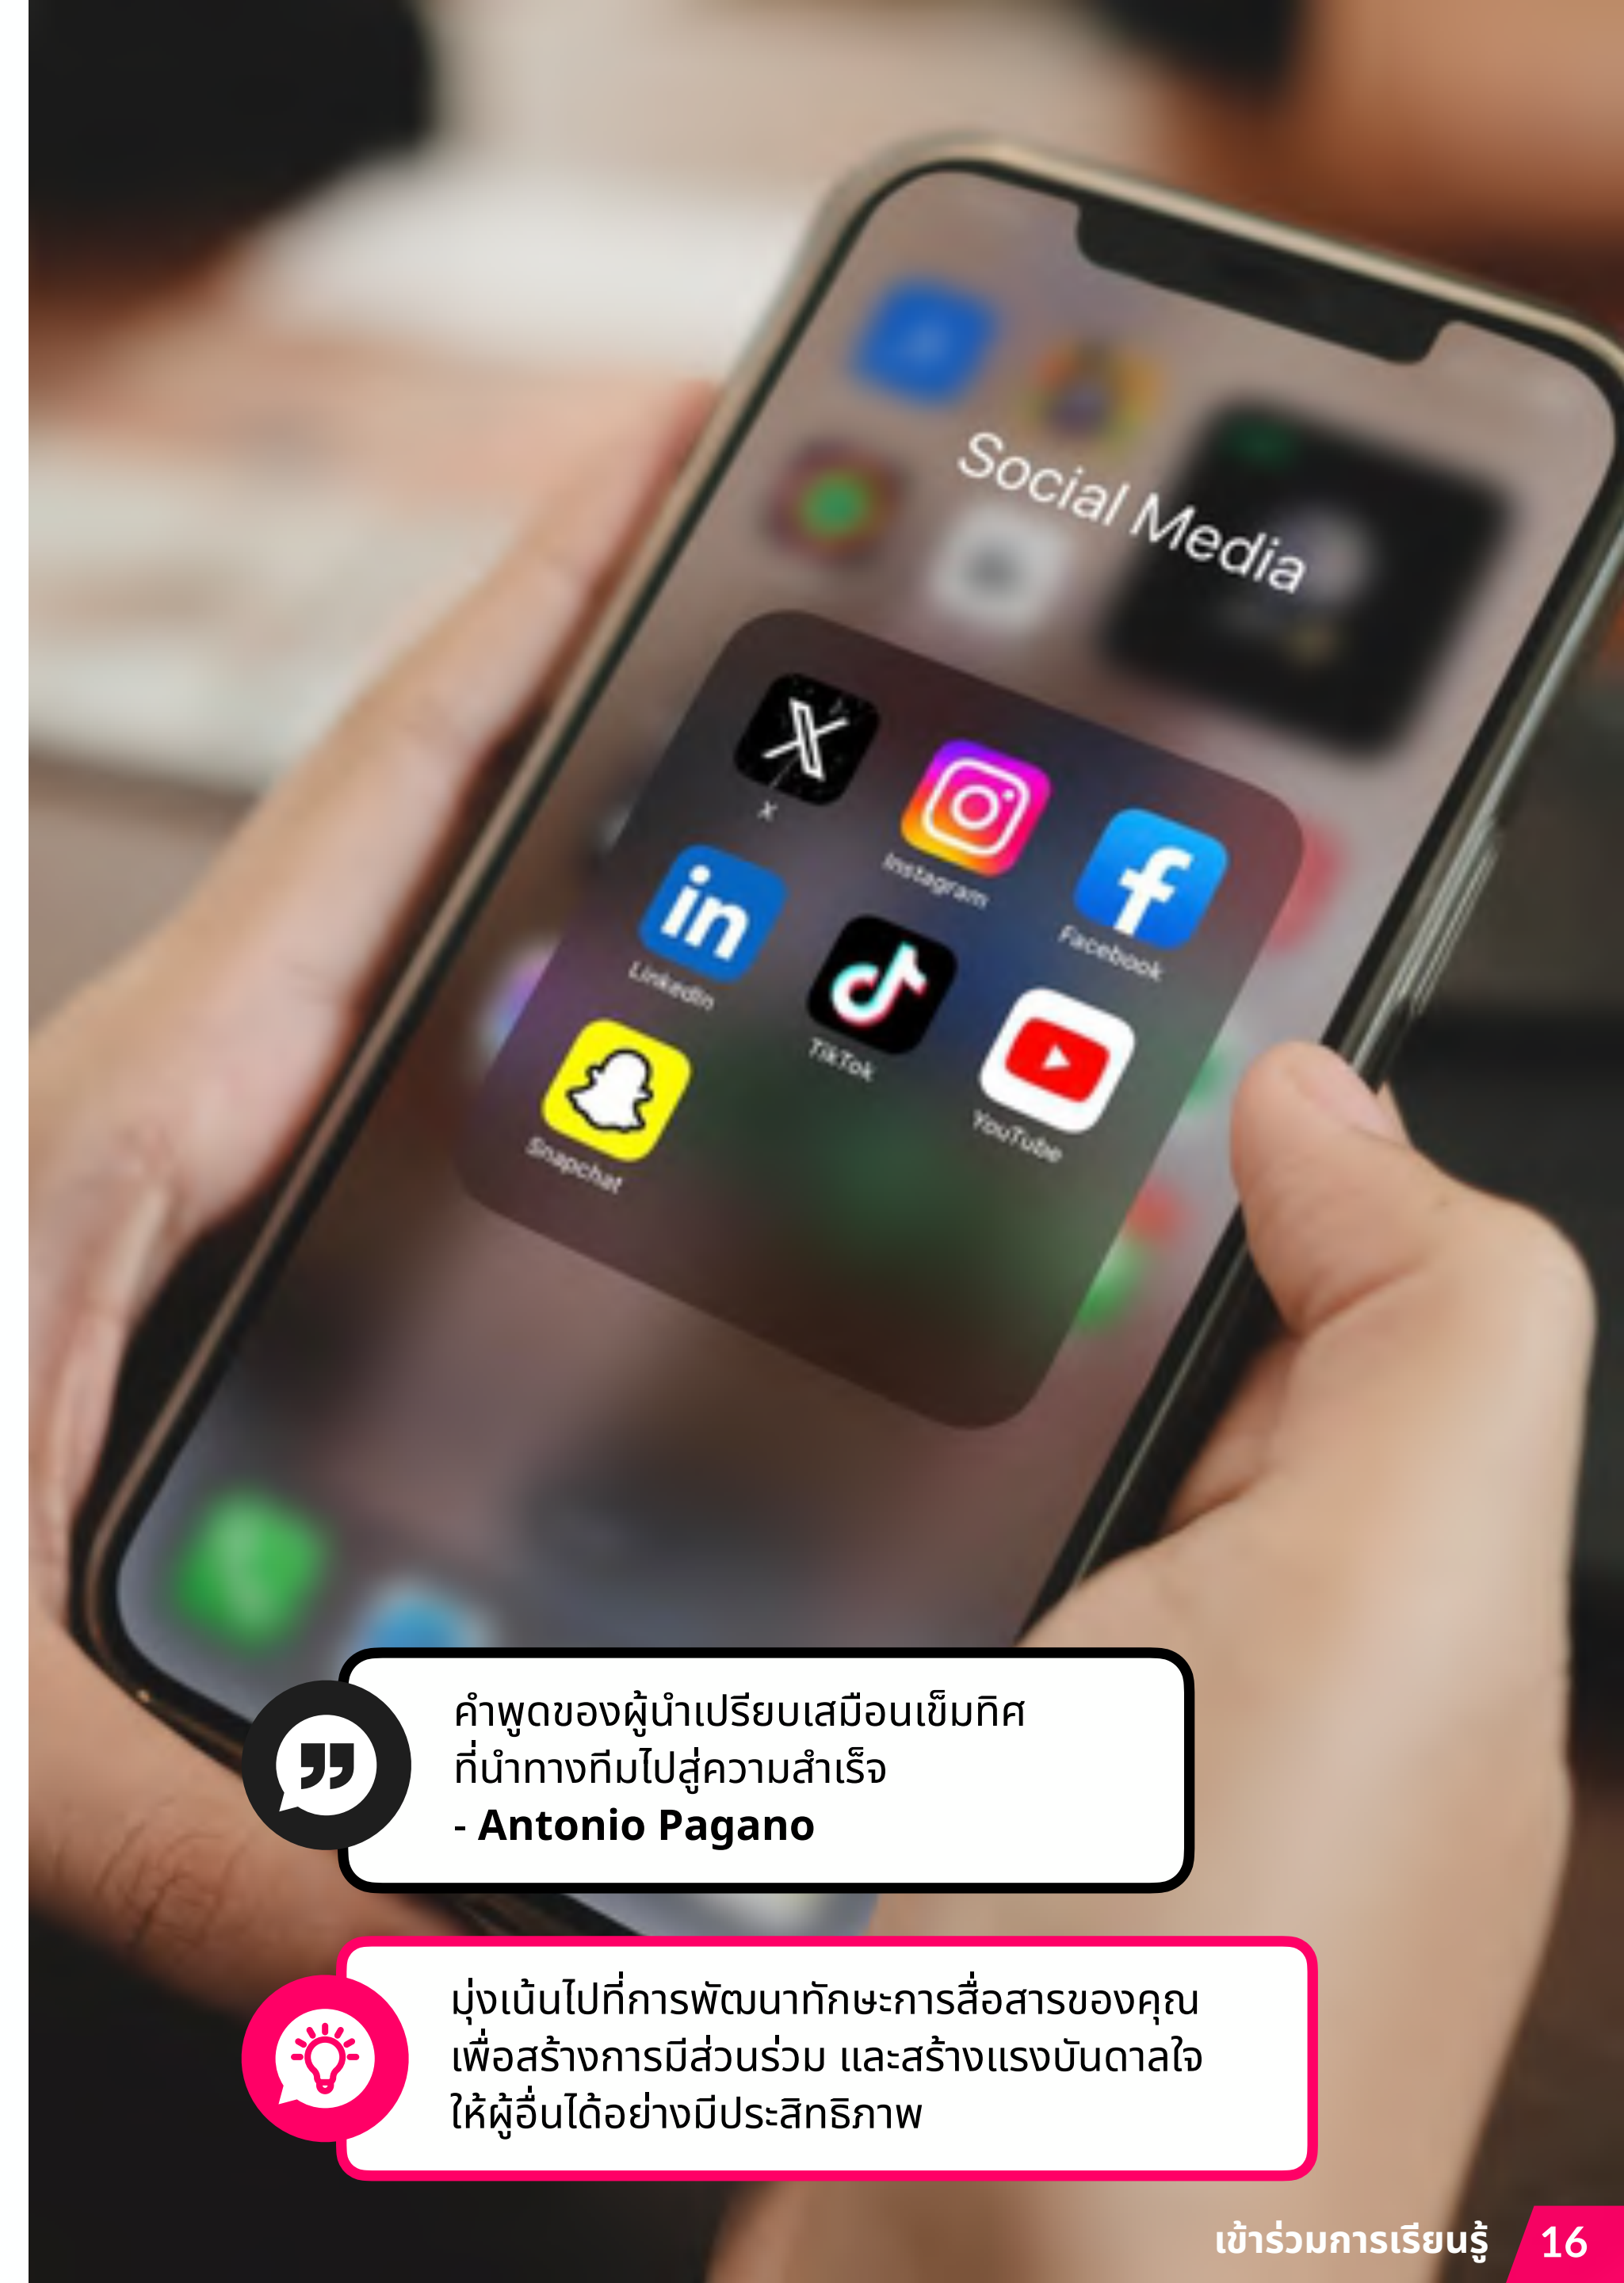 Social Media
X
Instagram
Facebook
LinkedIn
TikTok
YouTube
Snapchat
คำพูดของผู้นำเปรียบเสมือนเข็มทิศ
ที่นำทางทีมไปสู่ความสำเร็จ
- Antonio Pagano
มุ่งเน้นไปที่การพัฒนาทักษะการสื่อสารของคุณ
เพื่อสร้างการมีส่วนร่วม และสร้างแรงบันดาลใจ
ให้ผู้อื่นได้อย่างมีประสิทธิภาพ
เข้าร่วมการเรียนรู้ 16